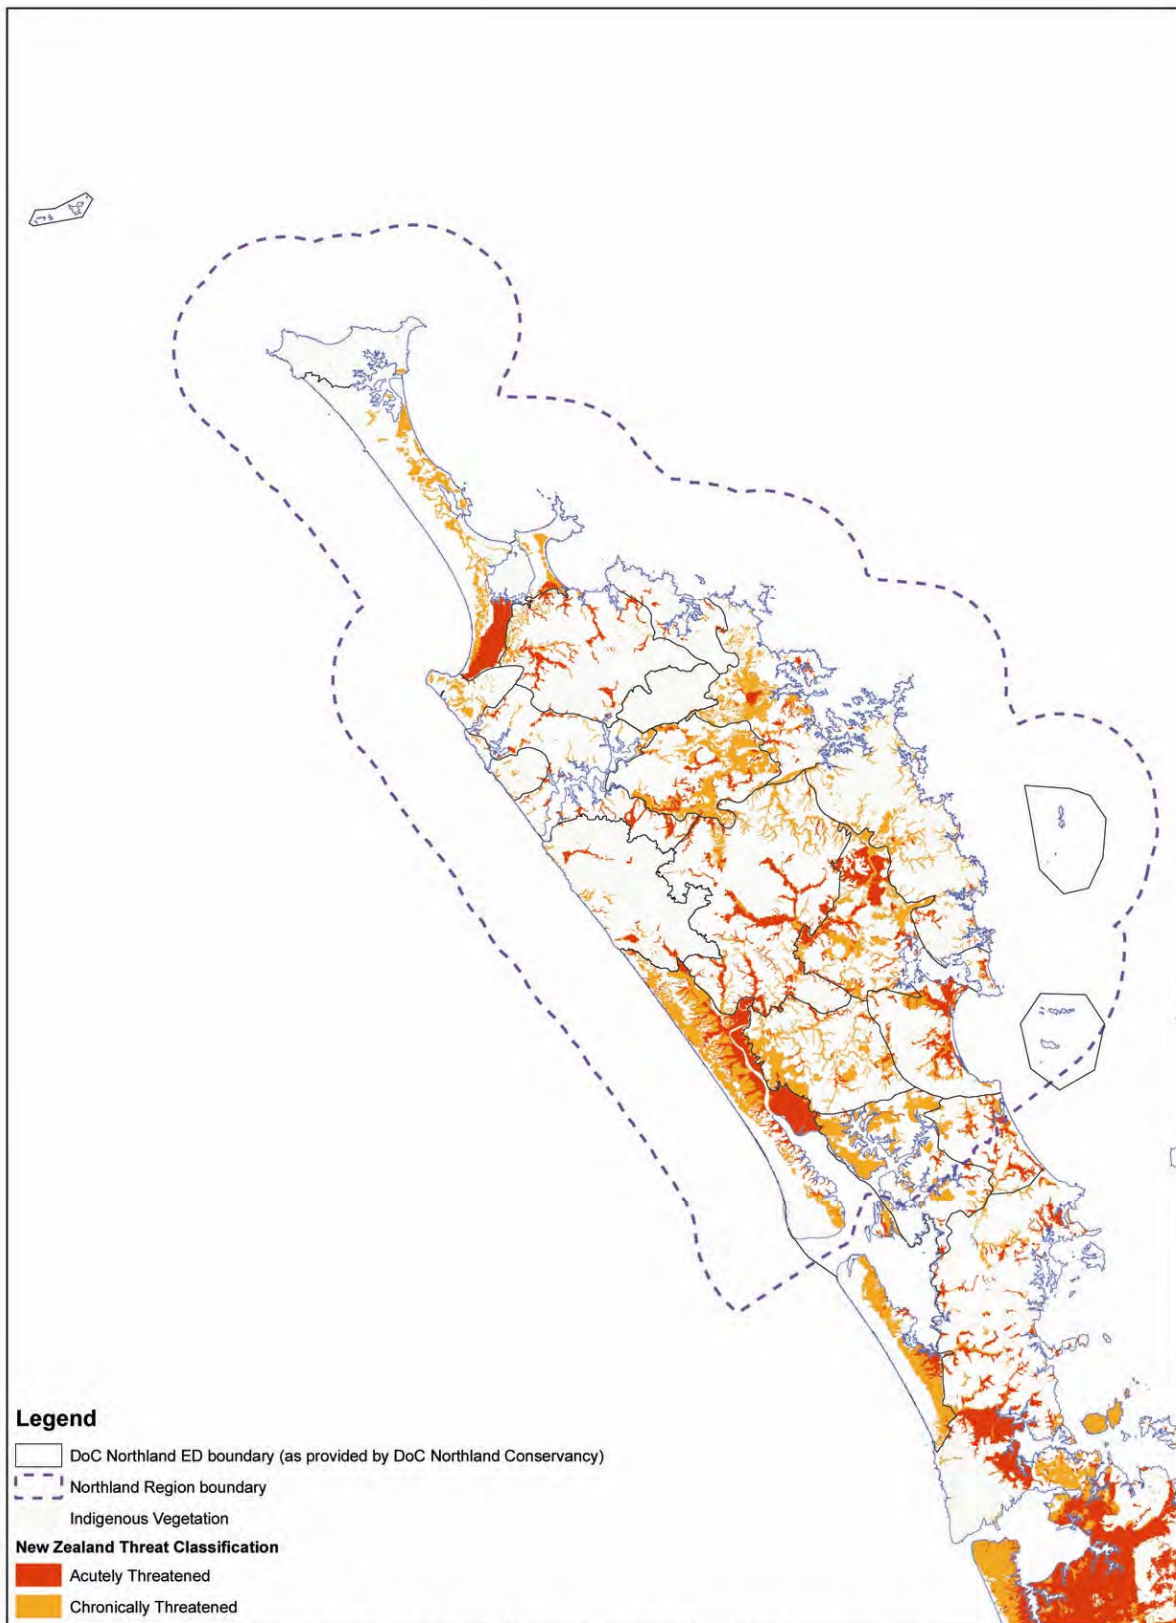 Legend
DoC Northland ED boundary (as provided by DoC Northland Conservancy)
Northland Region boundary
Indigenous Vegetation
New Zealand Threat Classification
Acutely Threatened
Chronically Threatened